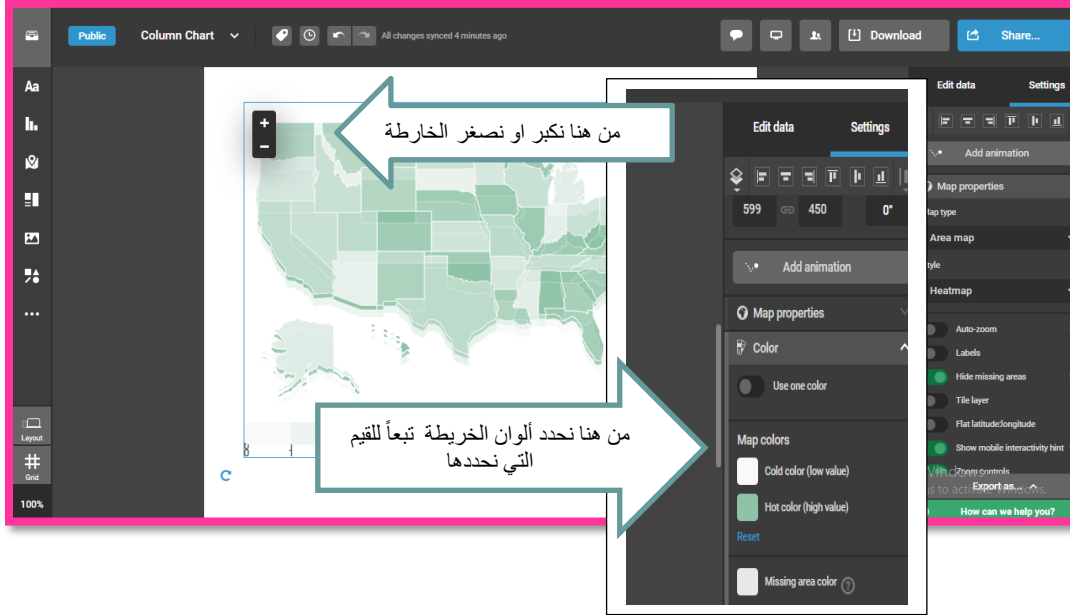 Public
Column Chart
All changes synced 4 minutes ago
Download
Share...
Aa
+
−
من هنا نكبر او نصغر الخارطة
من هنا نحدد ألوان الخريطة تبعاً للقيم
التي نحددها
Layout
Grid
100%
Edit data
Settings
599
450
0°
Add animation
Map properties
Color
Use one color
Map colors
Cold color (low value)
Hot color (high value)
Reset
Missing area color
?
Edit data
Settings
Add animation
Map properties
Map type
Area map
Heatmap
Auto-zoom
Labels
Hide missing areas
Tile layer
Flat latitude:longitude
Show mobile interactivity hint
Zoom controls
Export as...
to activate Windows.
How can we help you?